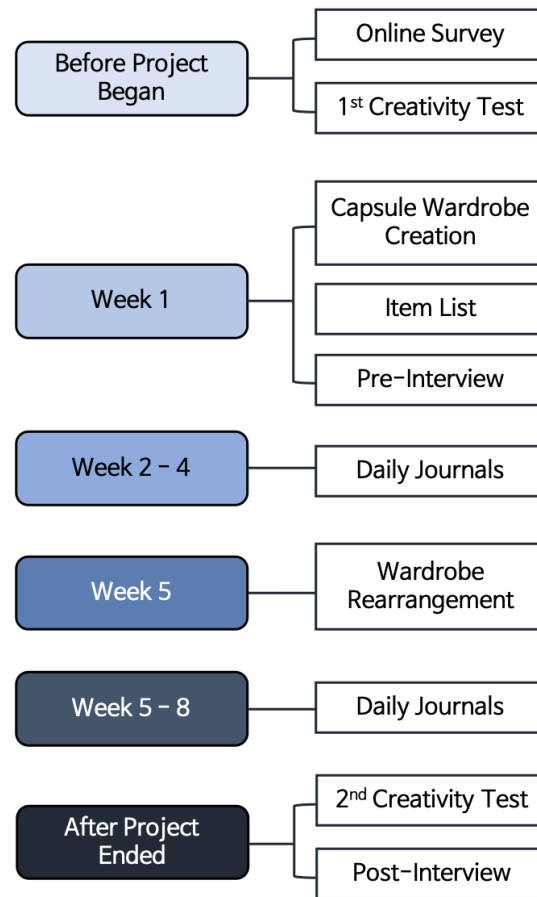 Before Project
Began
Online Survey
1st Creativity Test
Week 1
Capsule Wardrobe
Creation
Item List
Pre-Interview
Week 2 - 4
Daily Journals
Week 5
Wardrobe
Rearrangement
Week 5 - 8
Daily Journals
After Project
Ended
2nd Creativity Test
Post-Interview